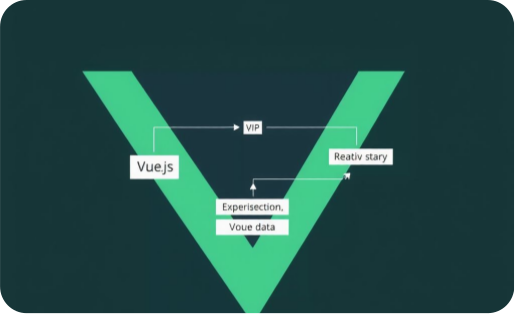 VIP
Vue.js
Reativ stary
Experisection,
Voue data